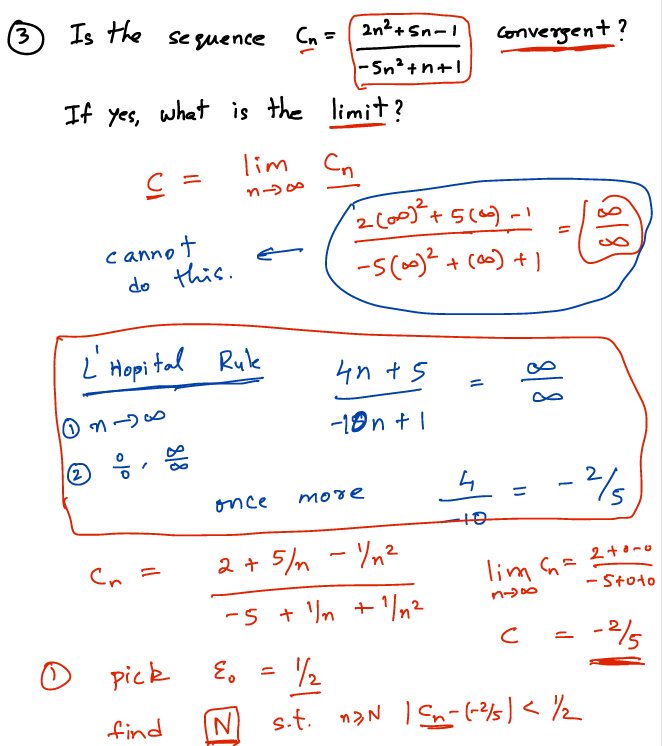 ③ Is the sequence Cn = (2n² + 5n - 1)/(-5n² + n + 1) convergent?
If yes, what is the limit?
C = lim n→∞ Cn
cannot do this. ← (2(∞)² + 5(∞) - 1)/(-5(∞)² + (∞) + 1) = ∞/∞
L'Hopital Rule (4n + 5)/(-10n + 1) = ∞/∞
① n→∞
② 0/0, ∞/∞
once more 4/-10 = -2/5
Cn = (2 + 5/n - 1/n²)/(-5 + 1/n + 1/n²)
lim n→∞ Cn = (2+0-0)/(-5+0+0)
C = -2/5
① pick ε₀ = 1/2
find N s.t. n≥N |Cn-(-2/5)| < 1/2